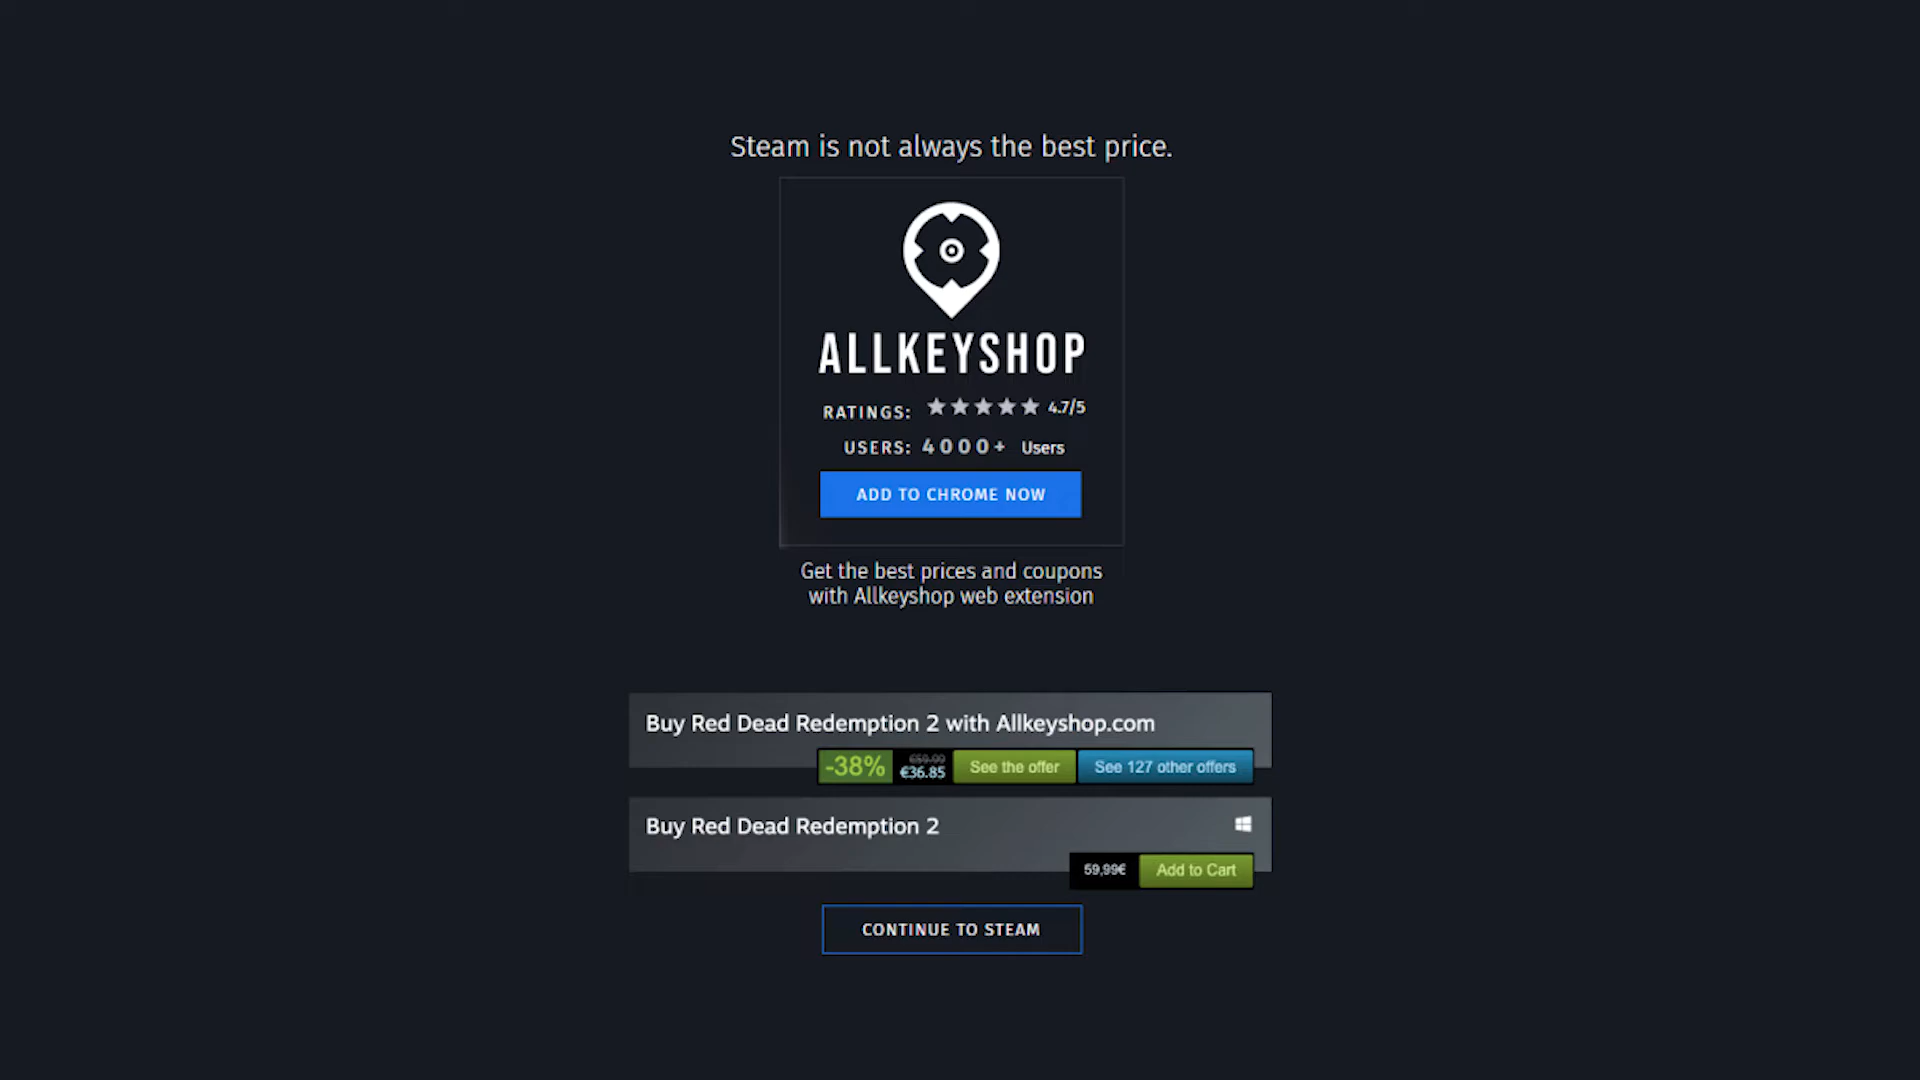 Steam is not always the best price.
ALLKEYSHOP
RATINGS: ★★★★★ 4.7/5
USERS: 4000+ Users
ADD TO CHROME NOW
Get the best prices and coupons
with Allkeyshop web extension
Buy Red Dead Redemption 2 with Allkeyshop.com
-38% €59.99 €36.85 See the offer See 127 other offers
Buy Red Dead Redemption 2
59,99€ Add to Cart
CONTINUE TO STEAM